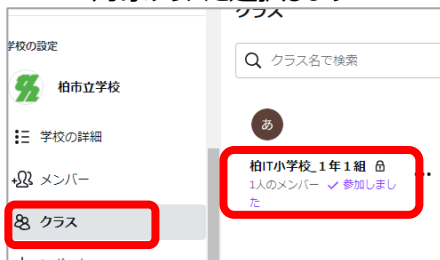 クラス
学校の設定
クラス名で検索
柏市立学校
あ
学校の詳細
柏IT小学校_１年１組
メンバー
1人のメンバー ✓ 参加しまし
た
クラス